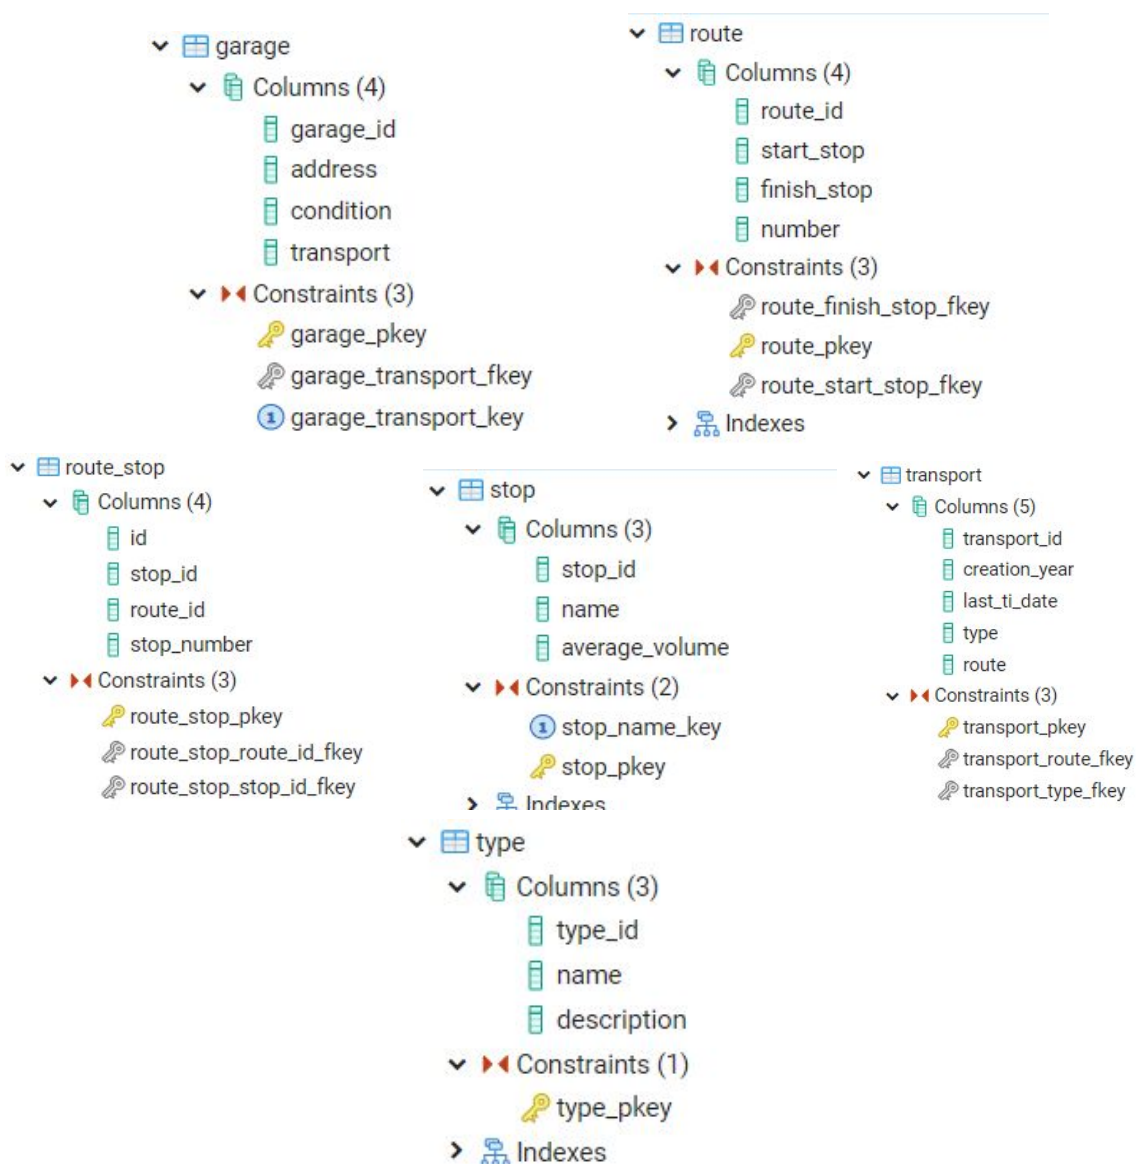 garage
Columns (4)
garage_id
address
condition
transport
Constraints (3)
garage_pkey
garage_transport_fkey
1 garage_transport_key
route
Columns (4)
route_id
start_stop
finish_stop
number
Constraints (3)
route_finish_stop_fkey
route_pkey
route_start_stop_fkey
Indexes
route_stop
Columns (4)
id
stop_id
route_id
stop_number
Constraints (3)
route_stop_pkey
route_stop_route_id_fkey
route_stop_stop_id_fkey
stop
Columns (3)
stop_id
name
average_volume
Constraints (2)
1 stop_name_key
stop_pkey
Indexes
transport
Columns (5)
transport_id
creation_year
last_ti_date
type
route
Constraints (3)
transport_pkey
transport_route_fkey
transport_type_fkey
type
Columns (3)
type_id
name
description
Constraints (1)
type_pkey
Indexes